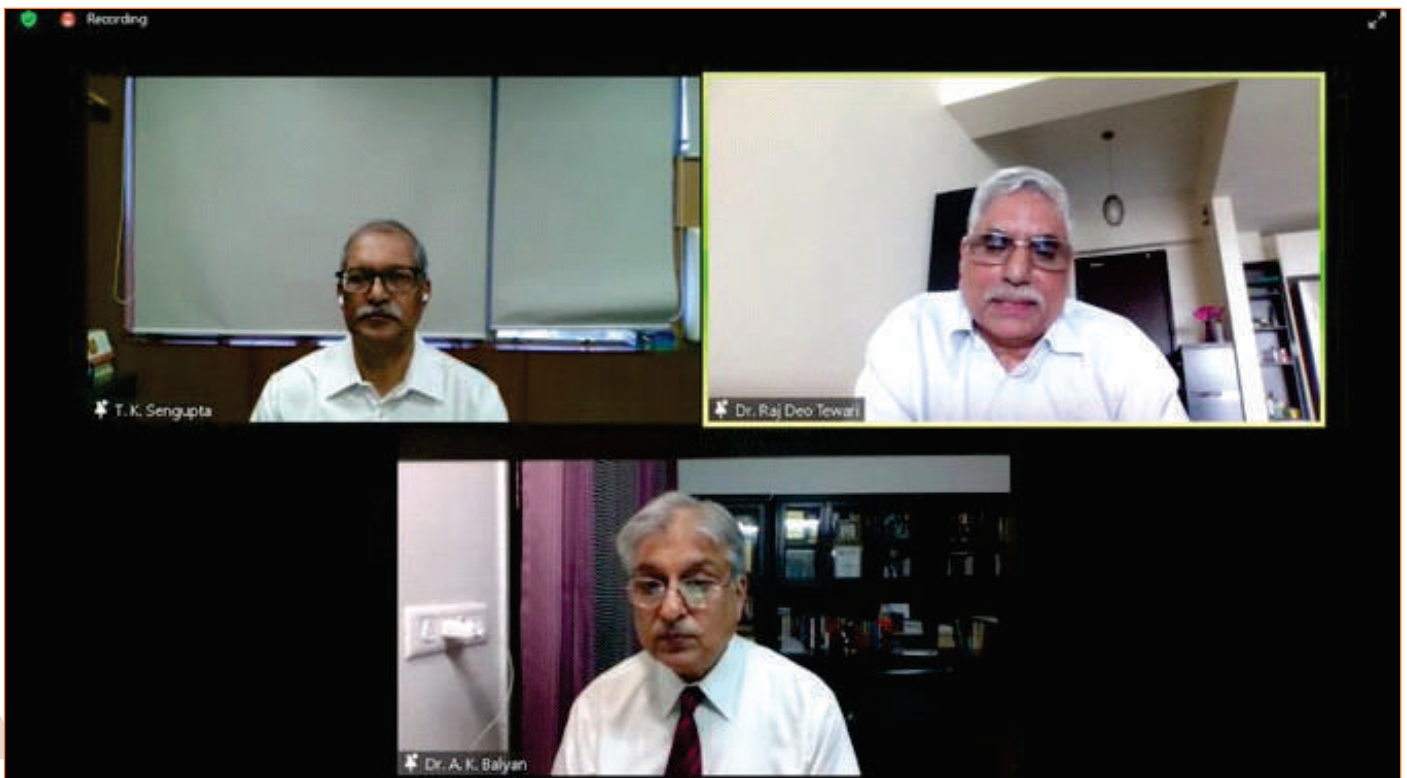 Recording
T. K. Sengupta
Dr. Raj Deo Tewari
Dr. A. K. Balyan